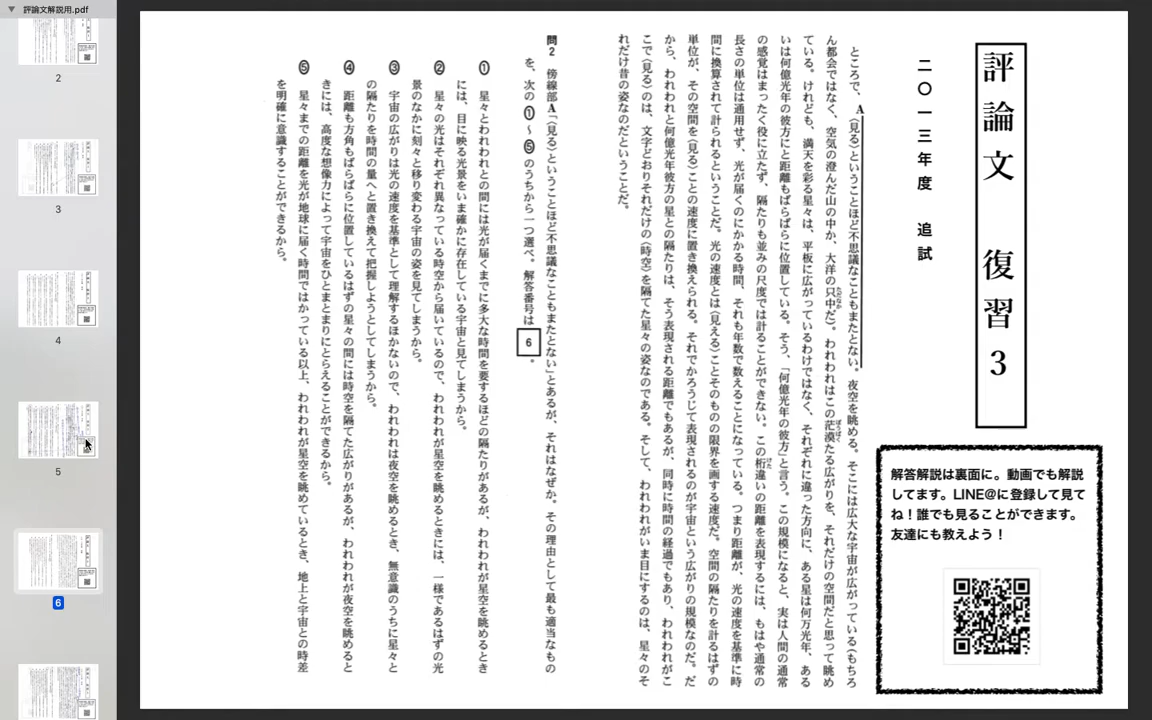 評論文解説用.pdf
2
3
4
5
6
評論文 復習3
二〇一三年度 追試
解答解説は裏面に。動画でも解説
してます。LINE@に登録して見て
ね！誰でも見ることができます。
友達にも教えよう！
ところで、A〈見る〉ということほど不思議なこともまたとない。夜空を眺める。そこには広大な宇宙が広がっている(もちろ
ん都会ではなく、空気の澄んだ山の中か、大洋の只中だ)。われわれはこの茫漠たる広がりを、それだけの空間だと思って眺め
ている。けれども、満天を彩る星々は、平板に広がっているわけではなく、それぞれに違った方向に、ある星は何万光年、ある
いは何億光年の彼方にと距離もばらばらに位置している。そう、「何億光年の彼方」と言う。この規模になると、実は人間の通常
の感覚はまったく役に立たず、隔たりも並みの尺度では計ることができない。この桁違いの距離を表現するには、もはや通常の
長さの単位は通用せず、光が届くのにかかる時間、それも年数で数えることになっている。つまり距離が、光の速度を基準に時
間に換算されて計られるということだ。光の速度とは〈見える〉ことそのものの限界を画する速度だ。空間の隔たりを計るはずの
単位が、その空間を〈見る〉ことの速度に置き換えられる。それでかろうじて表現されるのが宇宙という広がりの規模なのだ。だ
から、われわれと何億光年彼方の星との隔たりは、そう表現される距離でもあるが、同時に時間の経過でもあり、われわれがこ
こで〈見る〉のは、文字どおりそれだけの〈時空〉を隔てた星々の姿なのである。そして、われわれがいま目にするのは、星々のそ
れだけ昔の姿なのだということだ。
問2 傍線部A「〈見る〉ということほど不思議なこともまたとない」とあるが、それはなぜか。その理由として最も適当なもの
を、次の①～⑤のうちから一つ選べ。解答番号は 6 。
① 星々とわれわれとの間には光が届くまでに多大な時間を要するほどの隔たりがあるが、われわれが星空を眺めるとき
には、目に映る光景をいま確かに存在している宇宙と見てしまうから。
② 星々の光はそれぞれ異なっている時空から届いているので、われわれが星空を眺めるときには、一様であるはずの光
景のなかに刻々と移り変わる宇宙の姿を見てしまうから。
③ 宇宙の広がりは光の速度を基準として理解するほかないので、われわれは夜空を眺めるとき、無意識のうちに星々と
の隔たりを時間の量へと置き換えて把握しようとしてしまうから。
④ 距離も方角もばらばらに位置しているはずの星々の間には時空を隔てた広がりがあるが、われわれが夜空を眺めると
きには、高度な想像力によって宇宙をひとまとまりにとらえることができるから。
⑤ 星々までの距離を光が地球に届く時間ではかっている以上、われわれが星空を眺めているとき、地上と宇宙との時差
を明確に意識することができるから。